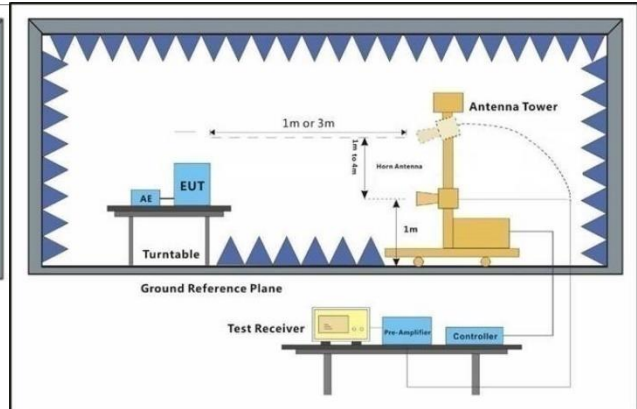 1m or 3m
Antenna Tower
1m to 4m
Horn Antenna
EUT
AE
1m
Turntable
Ground Reference Plane
Test Receiver
Pre-Amplifier
Controller